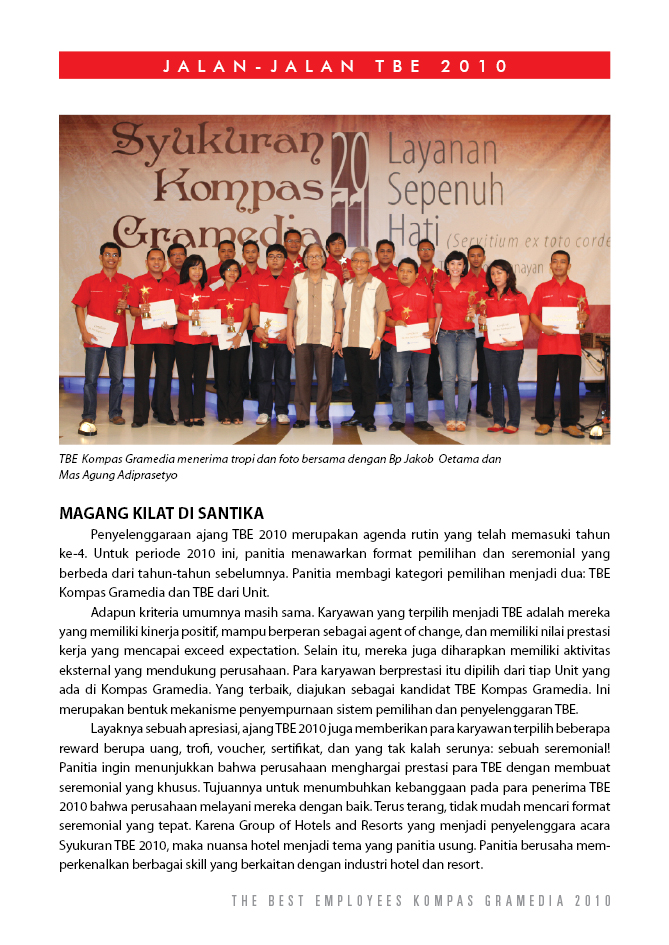 JALAN-JALAN TBE 2010
Syukuran
Kompas
Gramedia
Layanan
Sepenuh
Hati (Servitium ex toto corde
TBE Kompas Gramedia menerima tropi dan foto bersama dengan Bp Jakob Oetama dan
Mas Agung Adiprasetyo
MAGANG KILAT DI SANTIKA
Penyelenggaraan ajang TBE 2010 merupakan agenda rutin yang telah memasuki tahun
ke-4. Untuk periode 2010 ini, panitia menawarkan format pemilihan dan seremonial yang
berbeda dari tahun-tahun sebelumnya. Panitia membagi kategori pemilihan menjadi dua: TBE
Kompas Gramedia dan TBE dari Unit.
Adapun kriteria umumnya masih sama. Karyawan yang terpilih menjadi TBE adalah mereka
yang memiliki kinerja positif, mampu berperan sebagai agent of change, dan memiliki nilai prestasi
kerja yang mencapai exceed expectation. Selain itu, mereka juga diharapkan memiliki aktivitas
eksternal yang mendukung perusahaan. Para karyawan berprestasi itu dipilih dari tiap Unit yang
ada di Kompas Gramedia. Yang terbaik, diajukan sebagai kandidat TBE Kompas Gramedia. Ini
merupakan bentuk mekanisme penyempurnaan sistem pemilihan dan penyelenggaran TBE.
Layaknya sebuah apresiasi, ajang TBE 2010 juga memberikan para karyawan terpilih beberapa
reward berupa uang, trofi, voucher, sertifikat, dan yang tak kalah serunya: sebuah seremonial!
Panitia ingin menunjukkan bahwa perusahaan menghargai prestasi para TBE dengan membuat
seremonial yang khusus. Tujuannya untuk menumbuhkan kebanggaan pada para penerima TBE
2010 bahwa perusahaan melayani mereka dengan baik. Terus terang, tidak mudah mencari format
seremonial yang tepat. Karena Group of Hotels and Resorts yang menjadi penyelenggara acara
Syukuran TBE 2010, maka nuansa hotel menjadi tema yang panitia usung. Panitia berusaha mem-
perkenalkan berbagai skill yang berkaitan dengan industri hotel dan resort.
THE BEST EMPLOYEES KOMPAS GRAMEDIA 2010